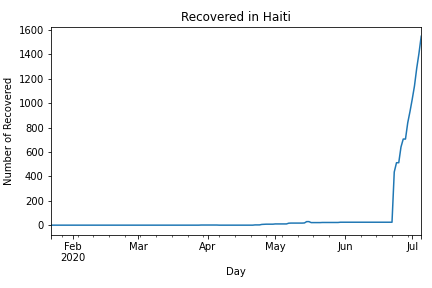 Recovered in Haiti
Number of Recovered
1600
1400
1200
1000
800
600
400
200
0
Feb
2020
Mar
Apr
May
Jun
Jul
Day